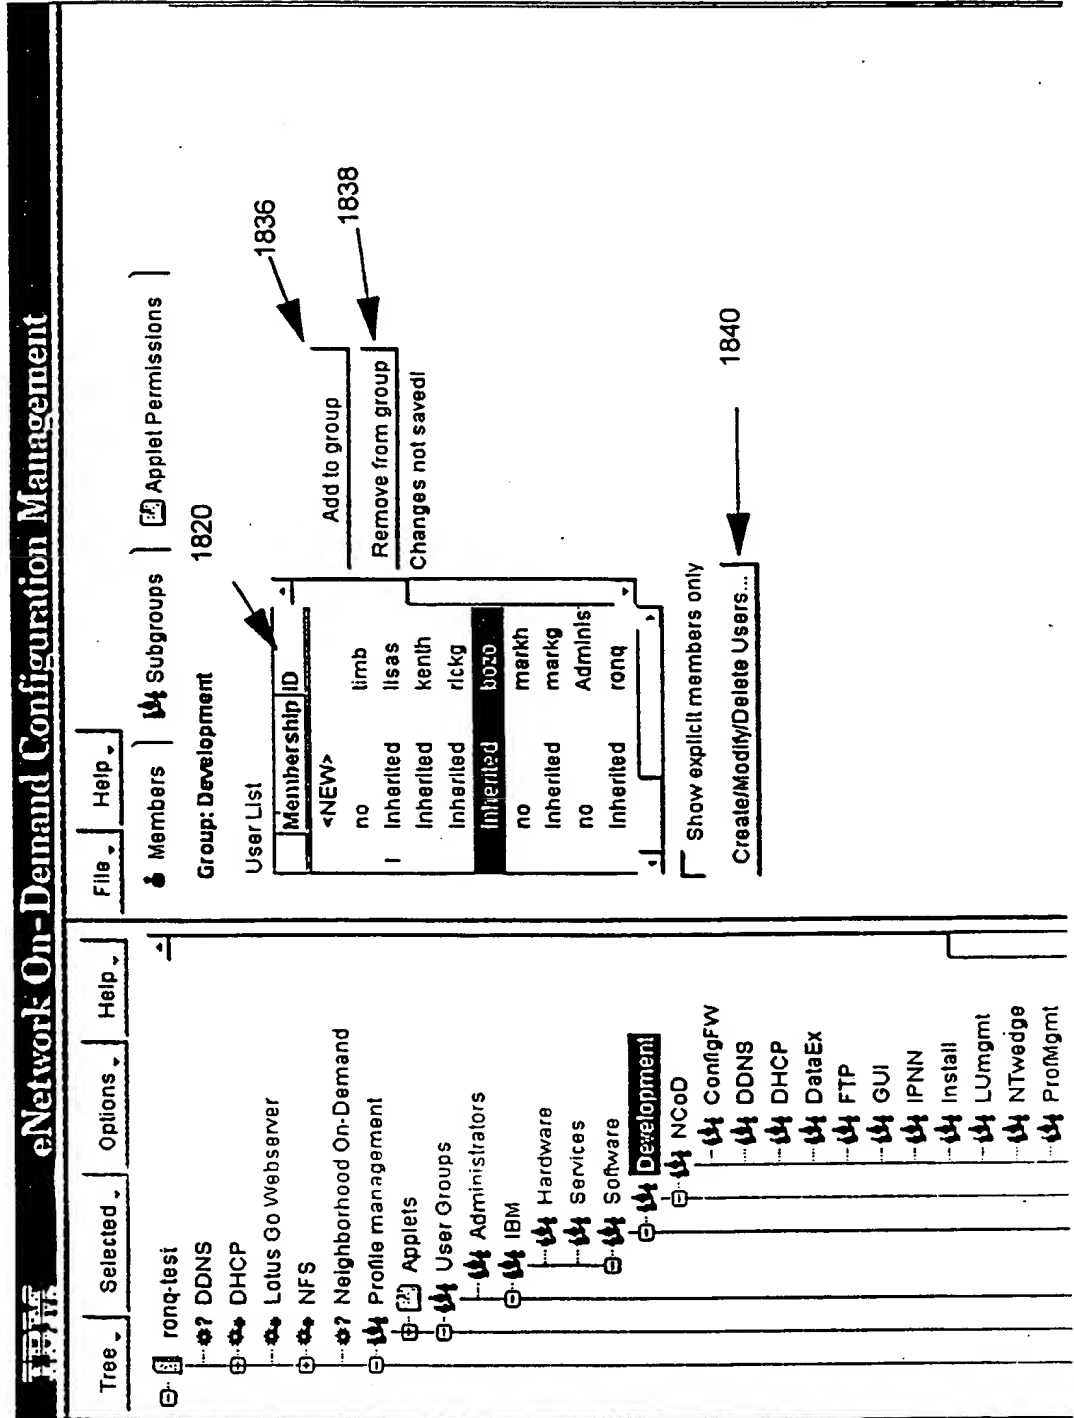 IBM eNetwork On-Demand Configuration Management
Tree Selected Options Help
ronq-test
? DDNS
DHCP
Lotus Go Webserver
NFS
? Neighborhood On-Demand
Profile management
Applets
User Groups
Administrators
IBM
Hardware
Services
Software
Development
NCoD
ConfigFW
DDNS
DHCP
DataEx
FTP
GUI
IPNN
Install
LUmgmt
NTwedge
ProfMgmt
File Help
Members Subgroups Applet Permissions
Group: Development
1820
User List
Membership ID
<NEW>
no timb
Inherited lisas
Inherited kenth
Inherited rickg
Inherited bozo
no markh
Inherited markg
no Adminis
Inherited ronq
Add to group
1836
Remove from group
1838
Changes not saved!
Show explicit members only
Create/Modify/Delete Users...
1840